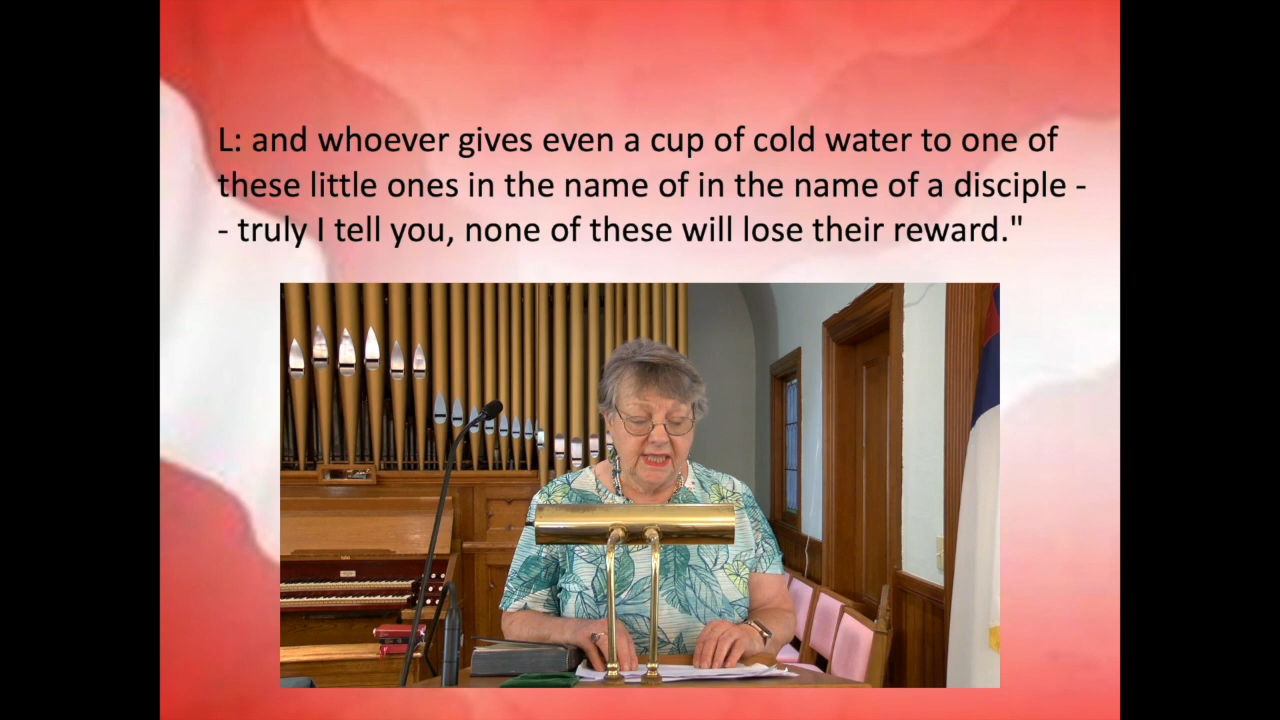 L: and whoever gives even a cup of cold water to one of
these little ones in the name of in the name of a disciple -
- truly I tell you, none of these will lose their reward."